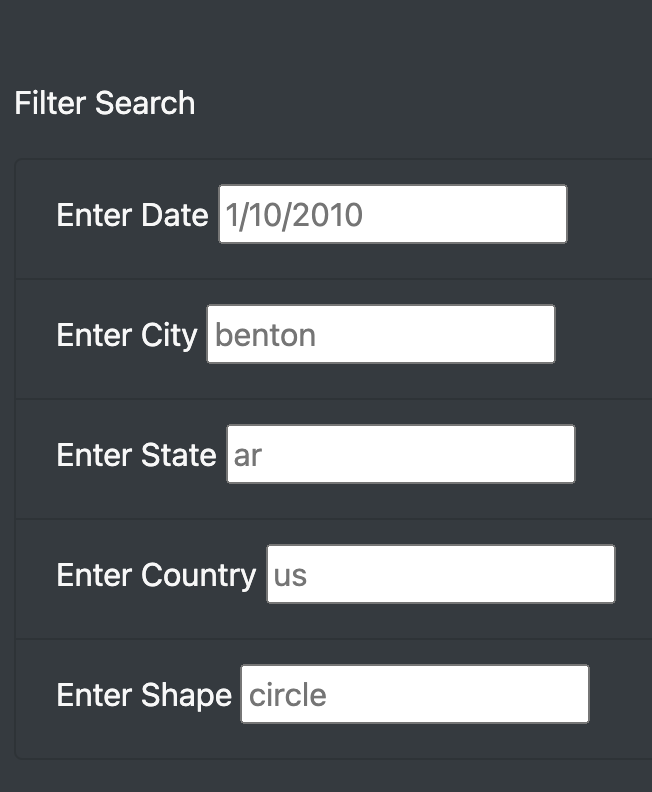 Filter Search
Enter Date 1/10/2010
Enter City benton
Enter State ar
Enter Country us
Enter Shape circle